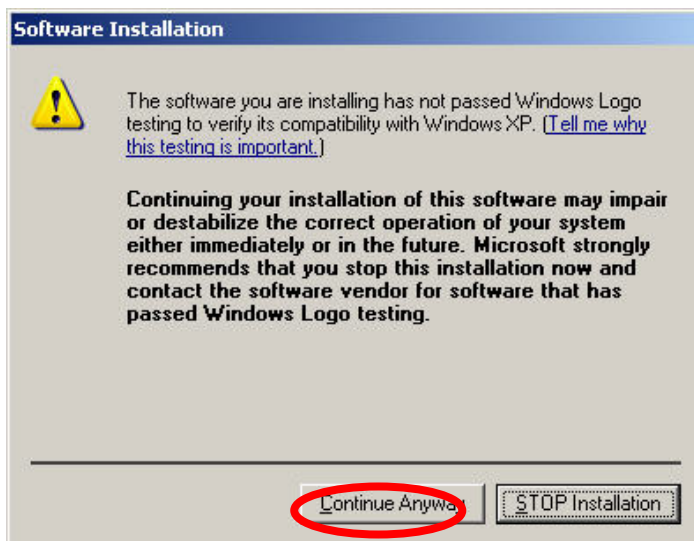 Software Installation
The software you are installing has not passed Windows Logo
testing to verify its compatibility with Windows XP. (Tell me why
this testing is important.)
Continuing your installation of this software may impair
or destabilize the correct operation of your system
either immediately or in the future. Microsoft strongly
recommends that you stop this installation now and
contact the software vendor for software that has
passed Windows Logo testing.
Continue Anyway
STOP Installation